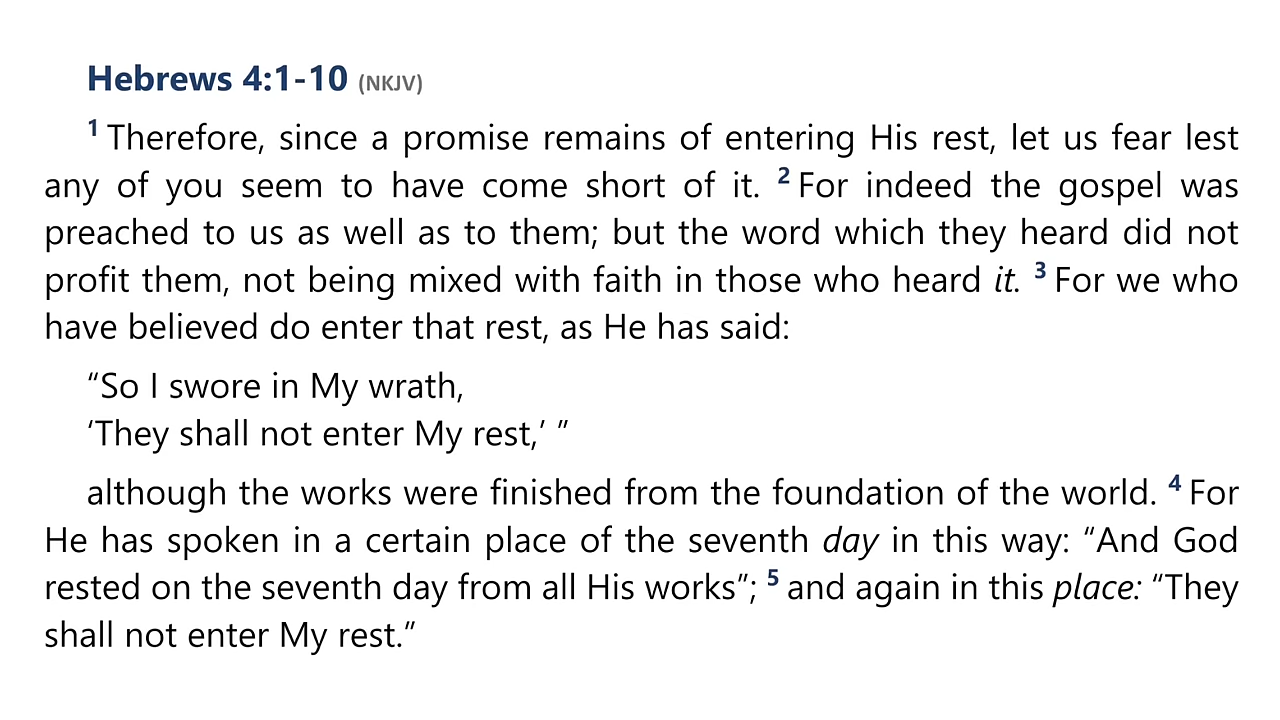 Hebrews 4:1-10 (NKJV)
1 Therefore, since a promise remains of entering His rest, let us fear lest
any of you seem to have come short of it. 2 For indeed the gospel was
preached to us as well as to them; but the word which they heard did not
profit them, not being mixed with faith in those who heard it. 3 For we who
have believed do enter that rest, as He has said:
“So I swore in My wrath,
‘They shall not enter My rest,’ ”
although the works were finished from the foundation of the world. 4 For
He has spoken in a certain place of the seventh day in this way: “And God
rested on the seventh day from all His works”; 5 and again in this place: “They
shall not enter My rest.”